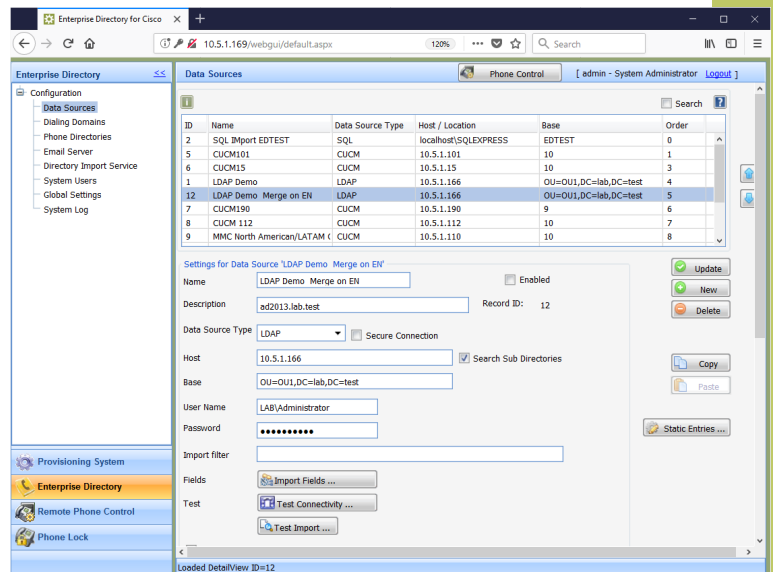 Enterprise Directory for Cisco
10.5.1.169/webgui/default.aspx 120% Search
Enterprise Directory <<
Configuration
Data Sources
Dialing Domains
Phone Directories
Email Server
Directory Import Service
System Users
Global Settings
System Log
Provisioning System
Enterprise Directory
Remote Phone Control
Phone Lock
Data Sources Phone Control [ admin - System Administrator Logout ]
Search
ID Name Data Source Type Host / Location Base Order
2 SQL IMport EDTEST SQL localhost\SQLEXPRESS EDTEST 0
5 CUCM101 CUCM 10.5.1.101 10 1
6 CUCM15 CUCM 10.5.1.15 10 3
1 LDAP Demo LDAP 10.5.1.166 OU=OU1,DC=lab,DC=test 4
12 LDAP Demo Merge on EN LDAP 10.5.1.166 OU=OU1,DC=lab,DC=test 5
7 CUCM190 CUCM 10.5.1.190 9 6
8 CUCM 112 CUCM 10.5.1.112 10 7
9 MMC North American/LATAM ( CUCM 10.5.1.110 10 8
Settings for Data Source 'LDAP Demo Merge on EN'
Name LDAP Demo Merge on EN Enabled
Description ad2013.lab.test Record ID: 12
Data Source Type LDAP Secure Connection
Host 10.5.1.166 Search Sub Directories
Base OU=OU1,DC=lab,DC=test
User Name LAB\Administrator
Password ●●●●●●●●●●
Import filter
Fields Import Fields ...
Test Test Connectivity ...
Test Import ...
Update
New
Delete
Copy
Paste
Static Entries ...
Loaded DetailView ID=12